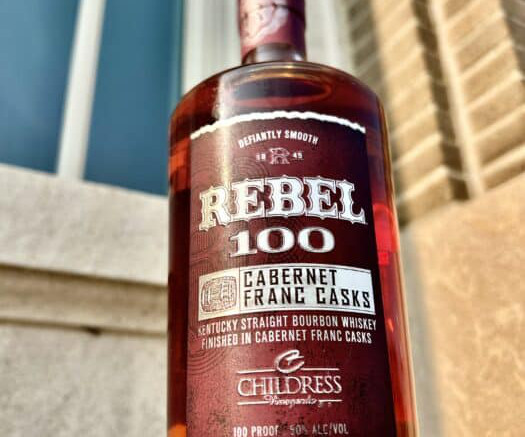 DEFIANTLY SMOOTH
18 R 49
REBEL
100
CABERNET
FRANC CASKS
KENTUCKY STRAIGHT BOURBON WHISKEY
FINISHED IN CABERNET FRANC CASKS
CHILDRESS
Vineyards
100 PROOF 50% ALC/VOL